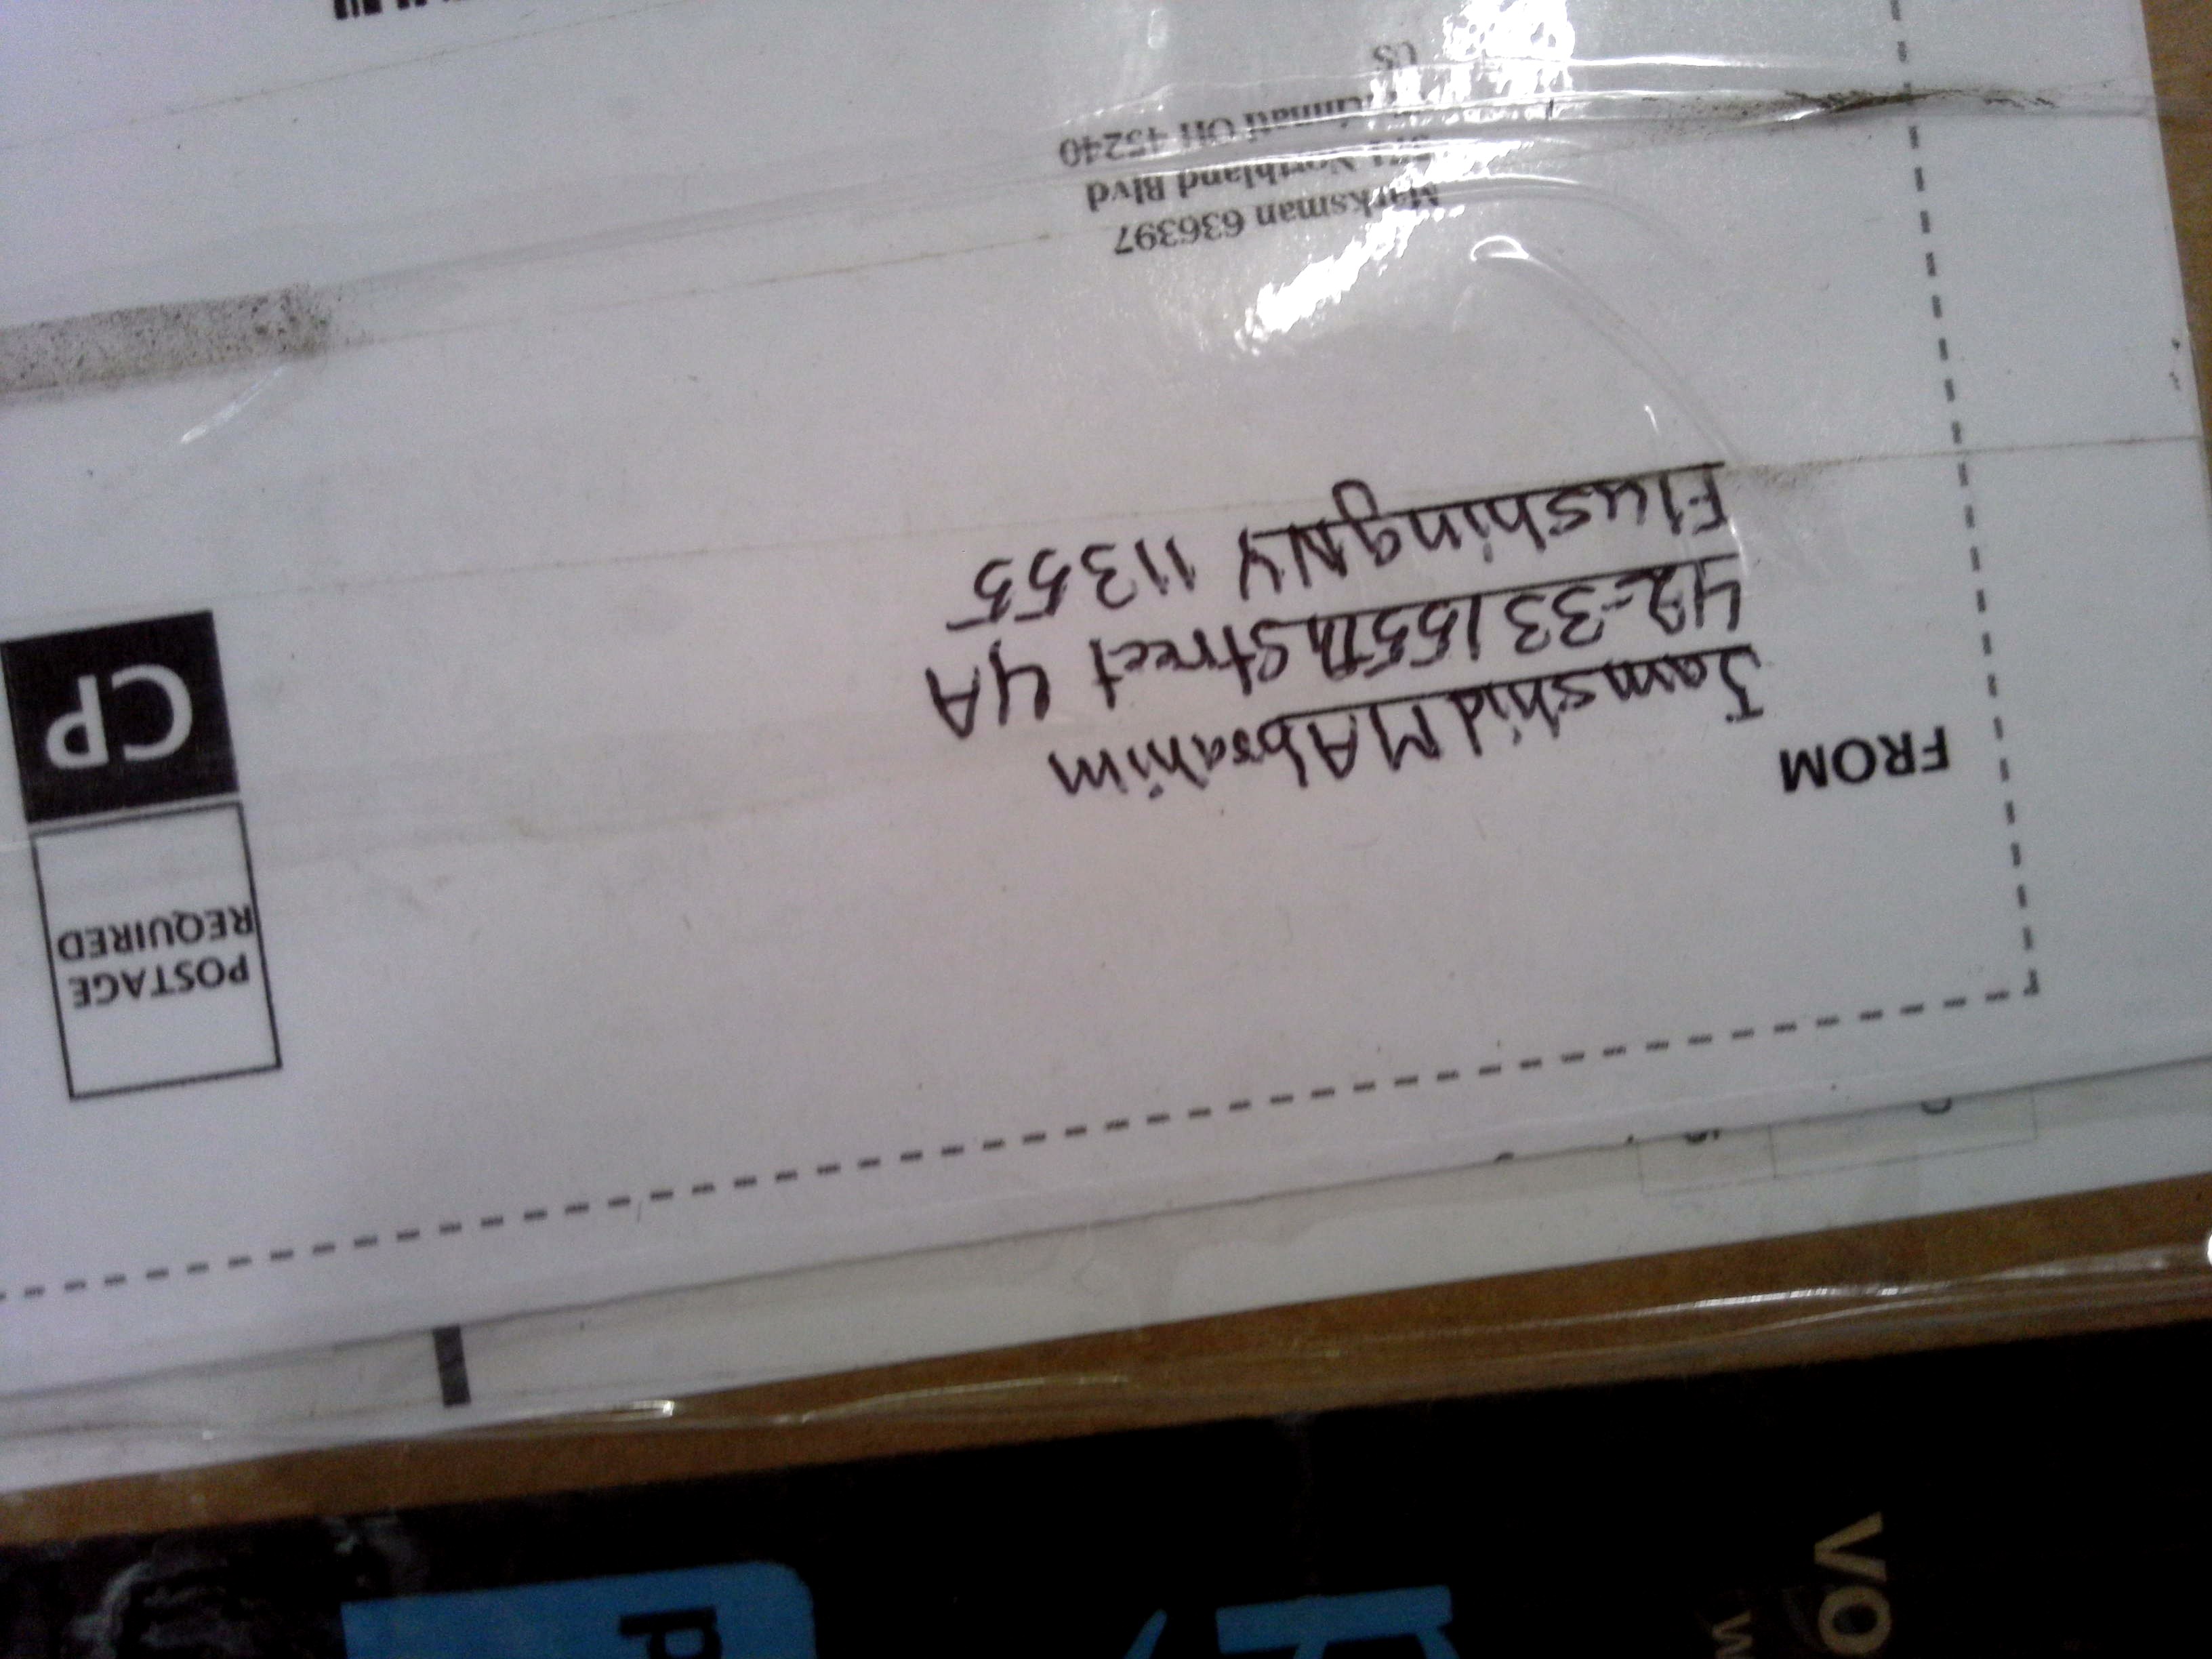 FROM
Jamshid M Abrahim
42-33 155th Street 4A
Flushing NY 11355
POSTAGE
REQUIRED
CP
Marksman 636397
Northland Blvd
OH 45240
US
VO